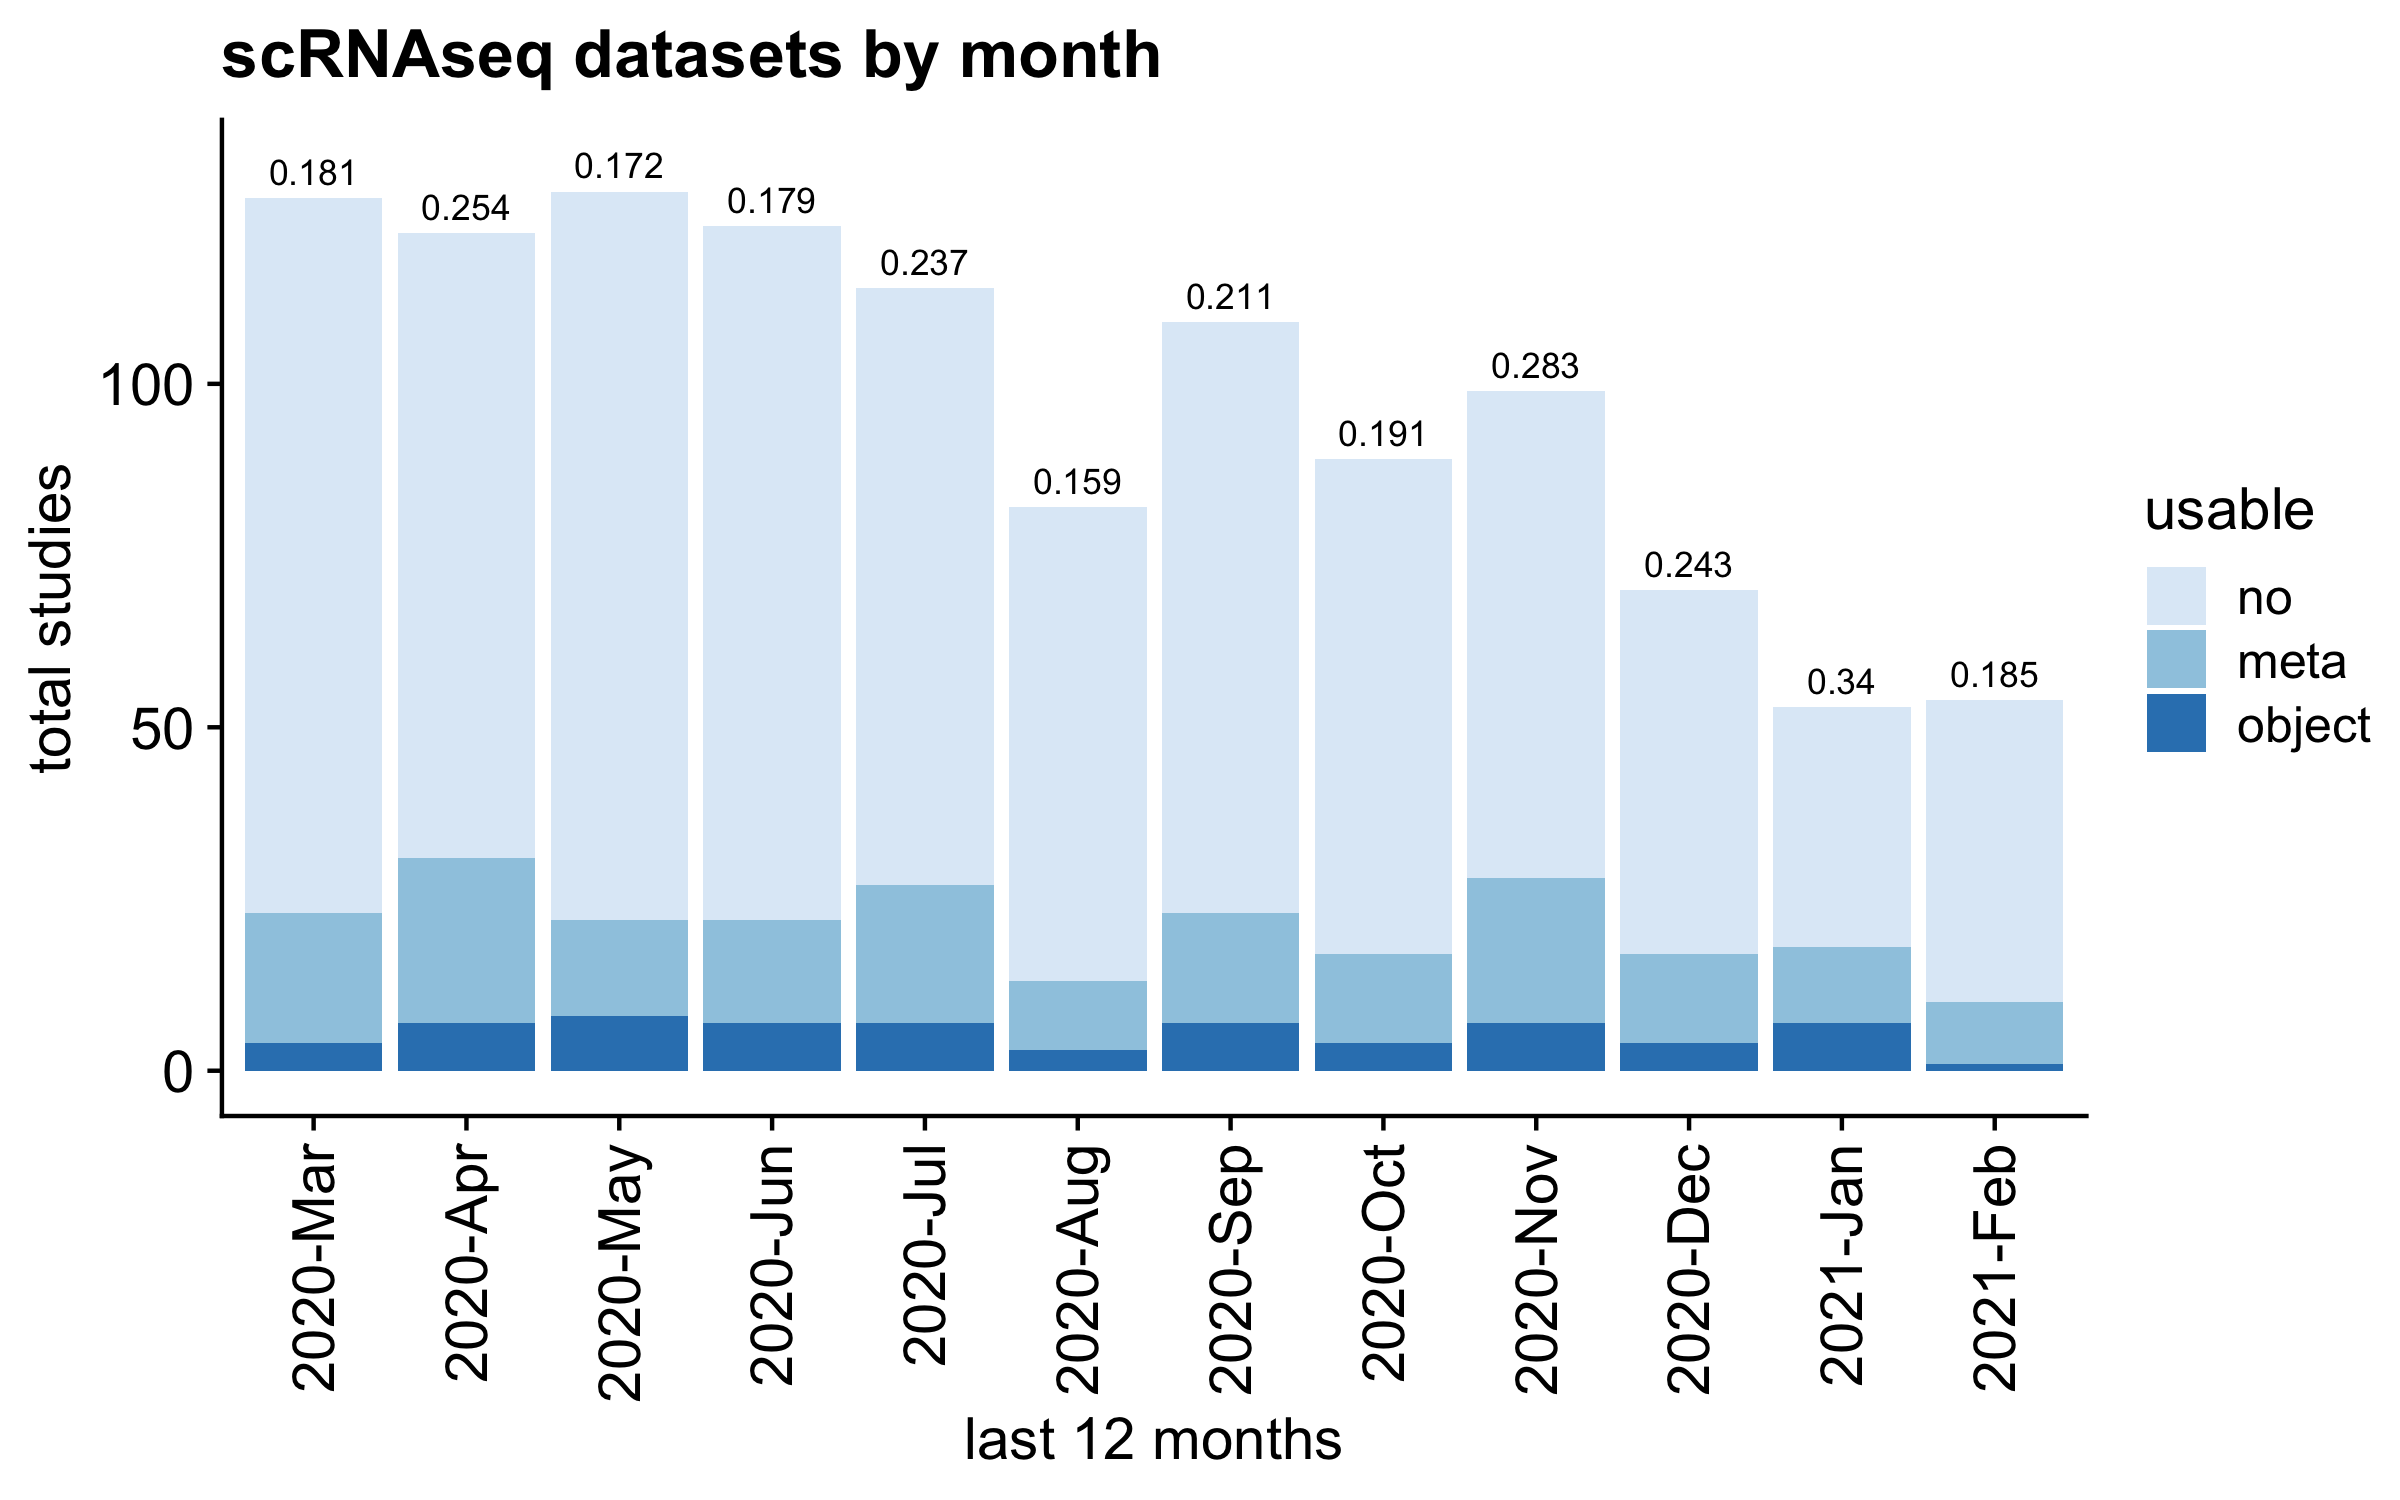 scRNAseq datasets by month
0.181
0.254
0.172
0.179
0.237
0.159
0.211
0.191
0.283
0.243
0.34
0.185
total studies
100
50
0
2020-Mar
2020-Apr
2020-May
2020-Jun
2020-Jul
2020-Aug
2020-Sep
2020-Oct
2020-Nov
2020-Dec
2021-Jan
2021-Feb
last 12 months
usable
no
meta
object